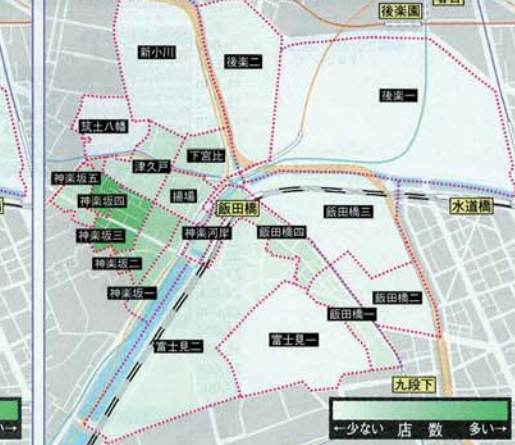 後楽園
新小川
後楽二
後楽一
筑土八幡
下宮比
津久戸
神楽坂五
神楽坂四
揚場
飯田橋
飯田橋三
水道橋
神楽坂三
神楽河岸
飯田橋四
神楽坂二
神楽坂一
飯田橋二
飯田橋一
富士見二
富士見一
九段下
←少ない 店数 多い→